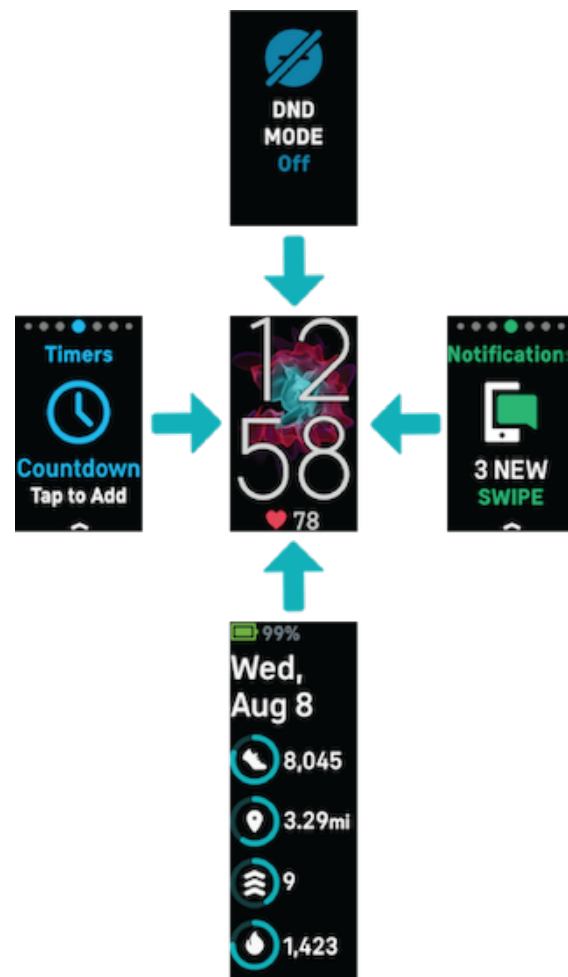 DND
MODE
Off
Timers
Countdown
Tap to Add
12
58
78
Notifications
3 NEW
SWIPE
99%
Wed,
Aug 8
8,045
3.29mi
9
1,423